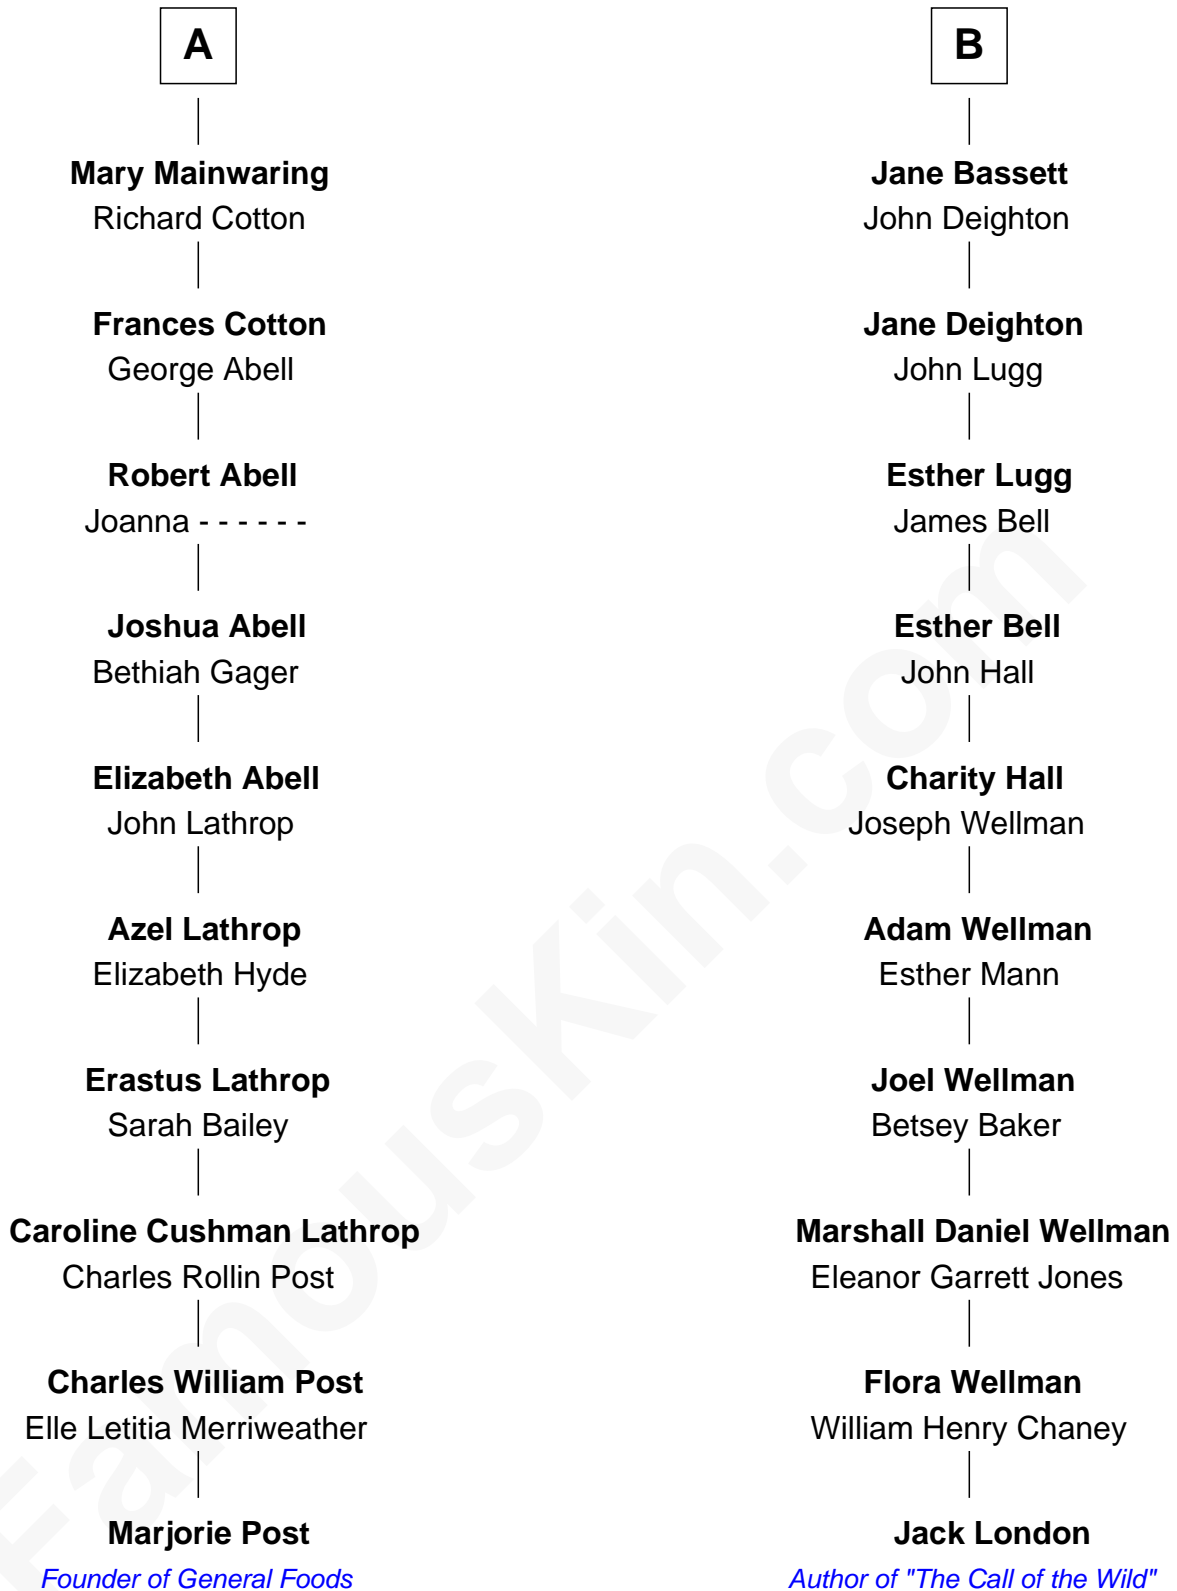 A
B
Mary Mainwaring
Richard Cotton
Jane Bassett
John Deighton
Frances Cotton
George Abell
Jane Deighton
John Lugg
Robert Abell
Joanna - - - - - -
Esther Lugg
James Bell
Joshua Abell
Bethiah Gager
Esther Bell
John Hall
Elizabeth Abell
John Lathrop
Charity Hall
Joseph Wellman
Azel Lathrop
Elizabeth Hyde
Adam Wellman
Esther Mann
Erastus Lathrop
Sarah Bailey
Joel Wellman
Betsey Baker
Caroline Cushman Lathrop
Charles Rollin Post
Marshall Daniel Wellman
Eleanor Garrett Jones
Charles William Post
Elle Letitia Merriweather
Flora Wellman
William Henry Chaney
Marjorie Post
Founder of General Foods
Jack London
Author of "The Call of the Wild"
FamousKin.com